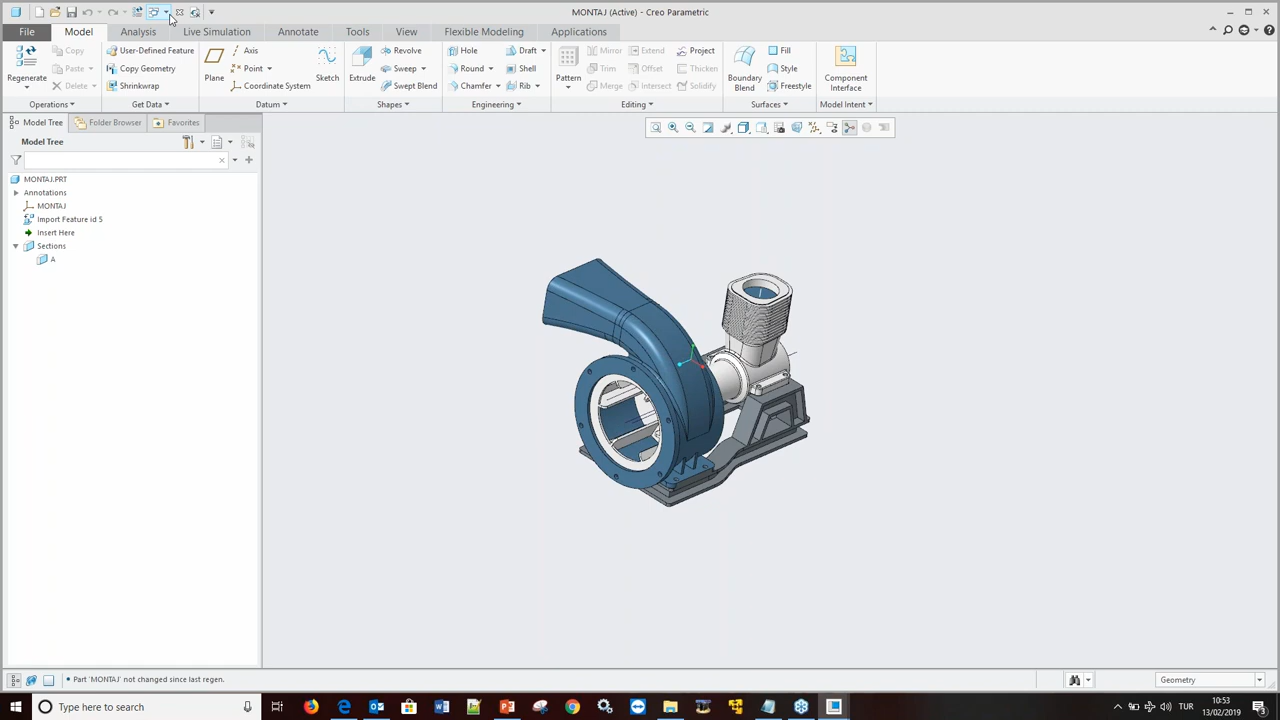 MONTAJ (Active) - Creo Parametric
File Model Analysis Live Simulation Annotate Tools View Flexible Modeling Applications
Regenerate
Copy
Paste
Delete
Operations
User-Defined Feature
Copy Geometry
Shrinkwrap
Get Data
Plane
Axis
Point
Coordinate System
Sketch
Datum
Extrude
Revolve
Sweep
Swept Blend
Shapes
Hole
Round
Chamfer
Draft
Shell
Rib
Engineering
Pattern
Mirror
Trim
Merge
Extend
Offset
Intersect
Project
Thicken
Solidify
Editing
Boundary
Blend
Fill
Style
Freestyle
Surfaces
Component
Interface
Model Intent
Model Tree Folder Browser Favorites
Model Tree
MONTAJ.PRT
Annotations
MONTAJ
Import Feature id 5
Insert Here
Sections
A
Part 'MONTAJ' not changed since last regen.
Geometry
Type here to search
TUR
10:53
13/02/2019